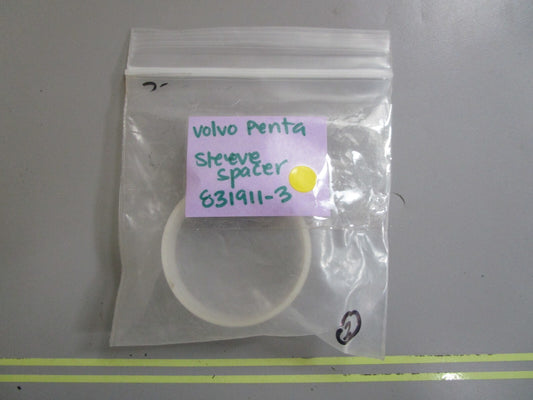 volvo Penta
Sleeve
Spacer
831911-3